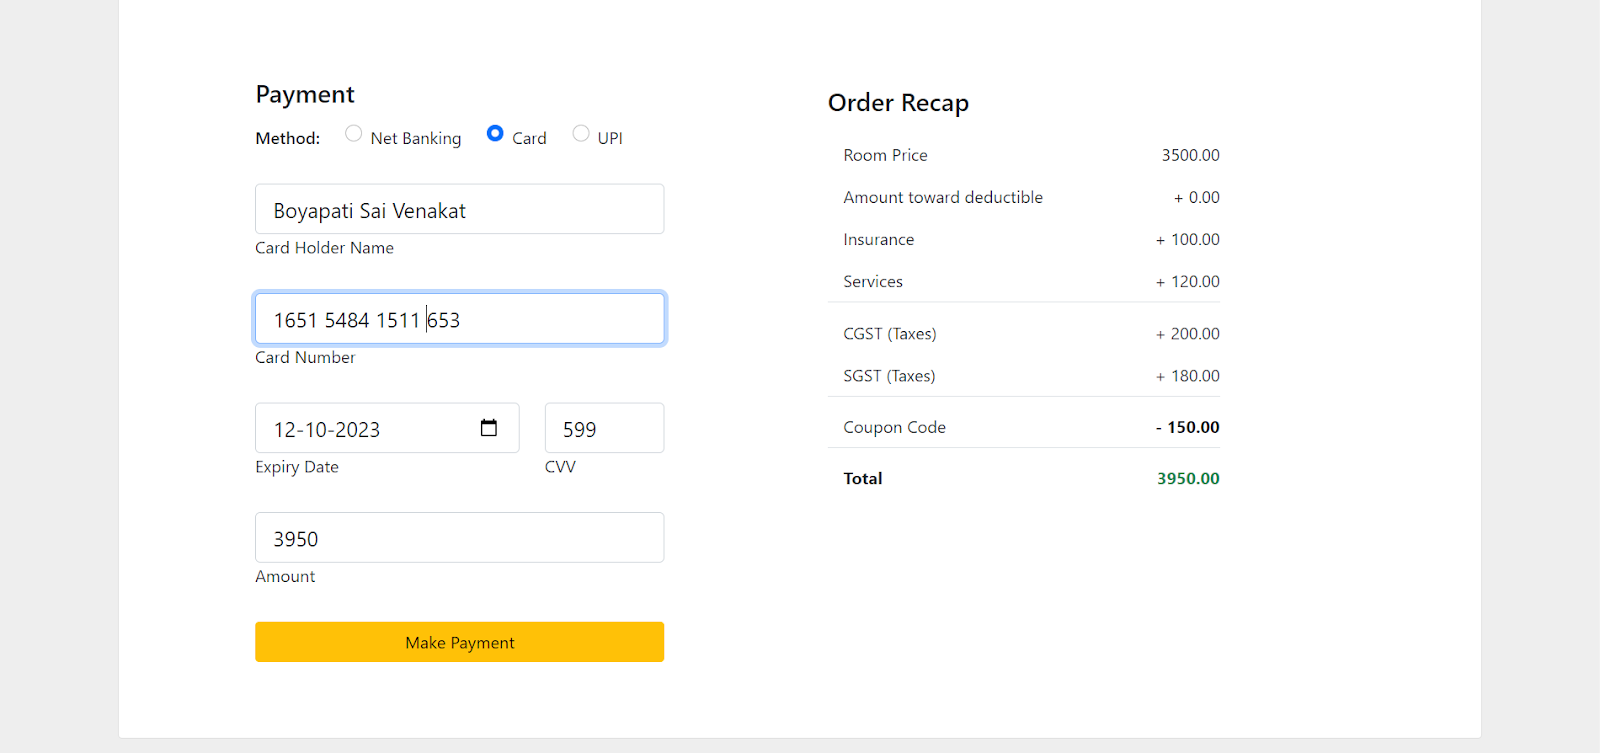 Payment
Method: Net Banking Card UPI
Boyapati Sai Venakat
Card Holder Name
1651 5484 1511 653
Card Number
12-10-2023 599
Expiry Date CVV
3950
Amount
Make Payment
Order Recap
Room Price 3500.00
Amount toward deductible + 0.00
Insurance + 100.00
Services + 120.00
CGST (Taxes) + 200.00
SGST (Taxes) + 180.00
Coupon Code - 150.00
Total 3950.00